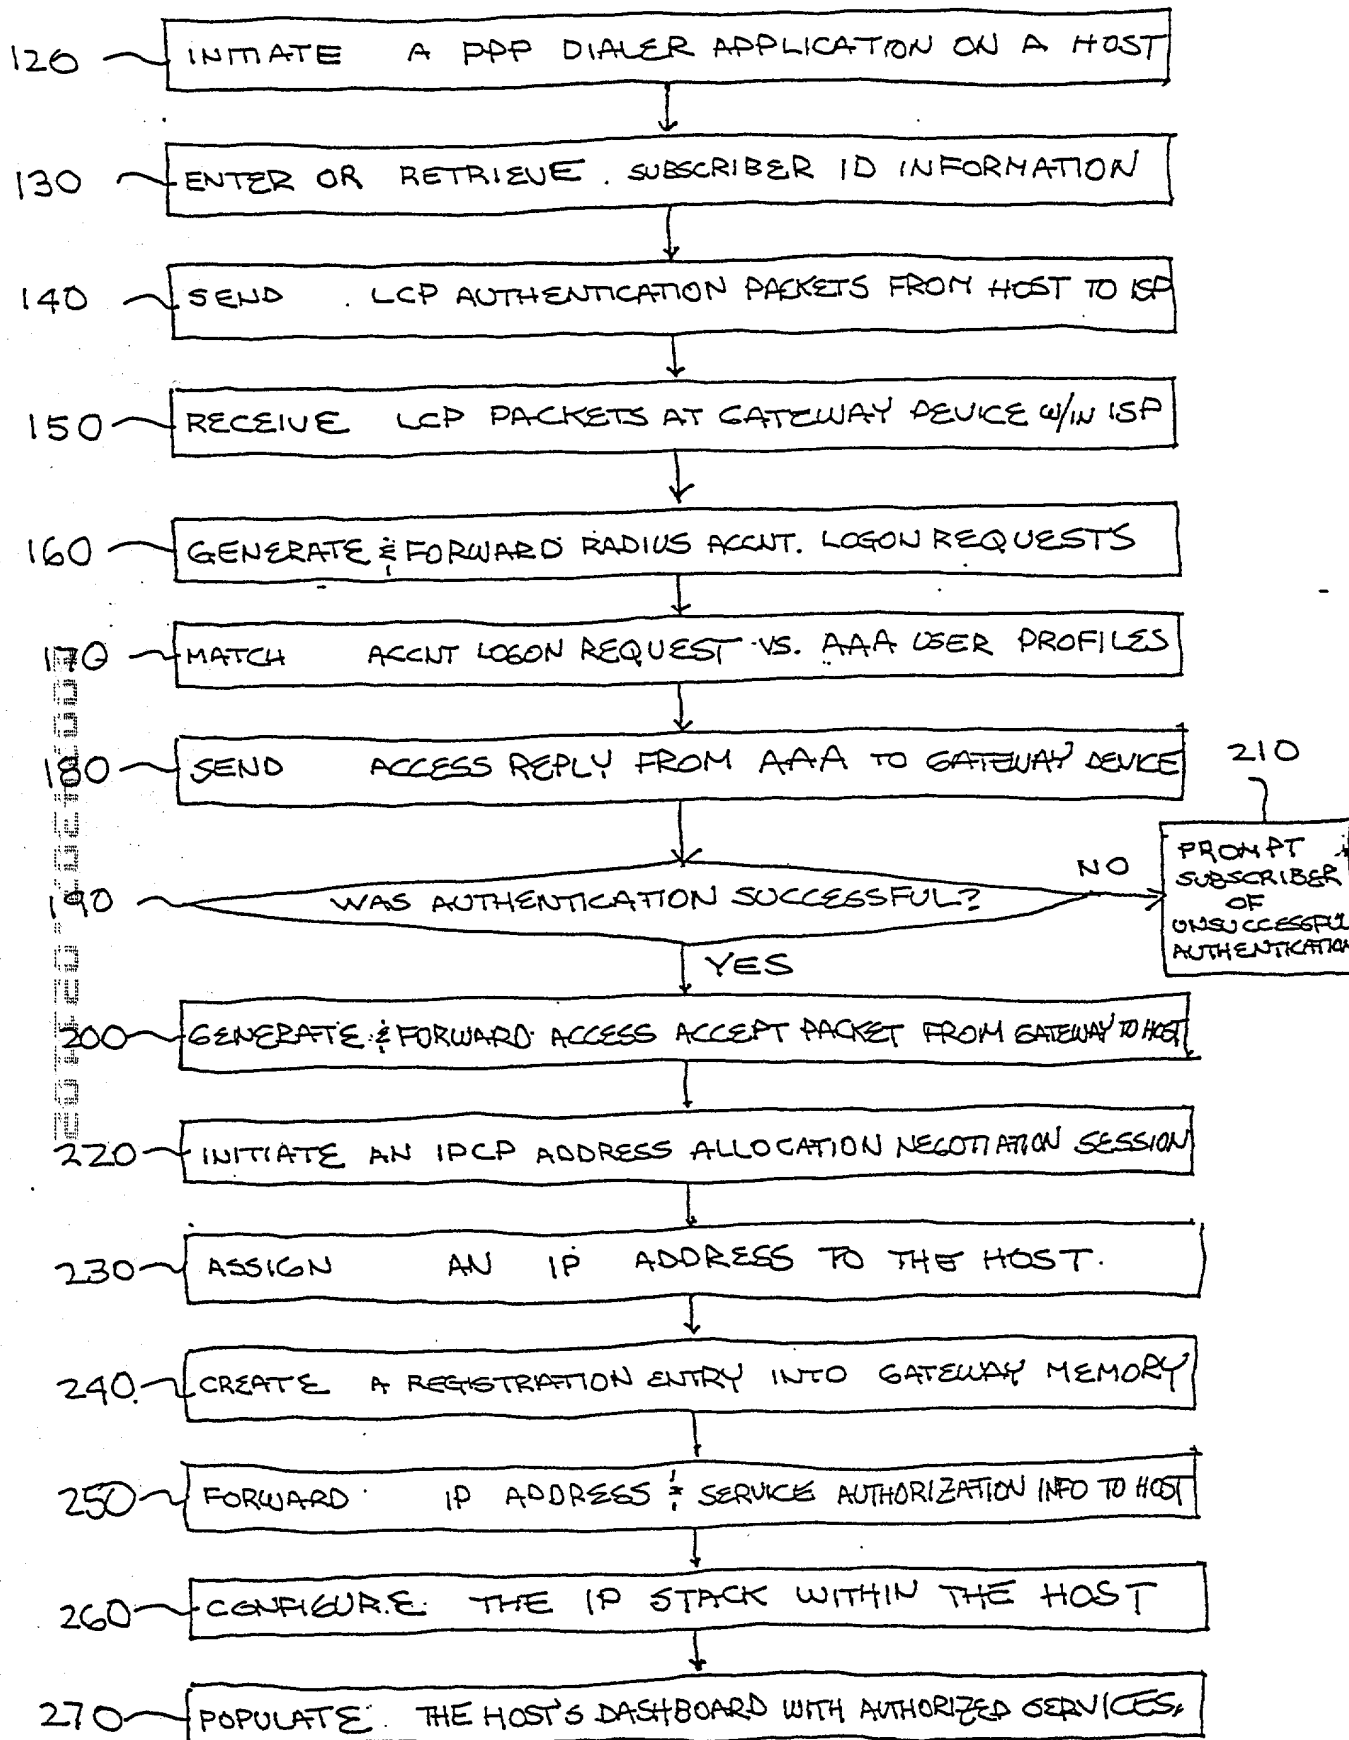 120 INITIATE A PPP DIALER APPLICATION ON A HOST
130 ENTER OR RETRIEVE SUBSCRIBER ID INFORMATION
140 SEND LCP AUTHENTICATION PACKETS FROM HOST TO ISP
150 RECEIVE LCP PACKETS AT GATEWAY DEVICE W/IN ISP
160 GENERATE & FORWARD RADIUS ACCNT. LOGON REQUESTS
170 MATCH ACCNT LOGON REQUEST VS. AAA USER PROFILES
180 SEND ACCESS REPLY FROM AAA TO GATEWAY DEVICE
190 WAS AUTHENTICATION SUCCESSFUL?
NO
210
PROMPT
SUBSCRIBER
OF
UNSUCCESSFUL
AUTHENTICATION
YES
200 GENERATE & FORWARD ACCESS ACCEPT PACKET FROM GATEWAY TO HOST
220 INITIATE AN IPCP ADDRESS ALLOCATION NEGOTIATION SESSION
230 ASSIGN AN IP ADDRESS TO THE HOST.
240 CREATE A REGISTRATION ENTRY INTO GATEWAY MEMORY
250 FORWARD IP ADDRESS & SERVICE AUTHORIZATION INFO TO HOST
260 CONFIGURE THE IP STACK WITHIN THE HOST
270 POPULATE THE HOST'S DASHBOARD WITH AUTHORIZED SERVICES.